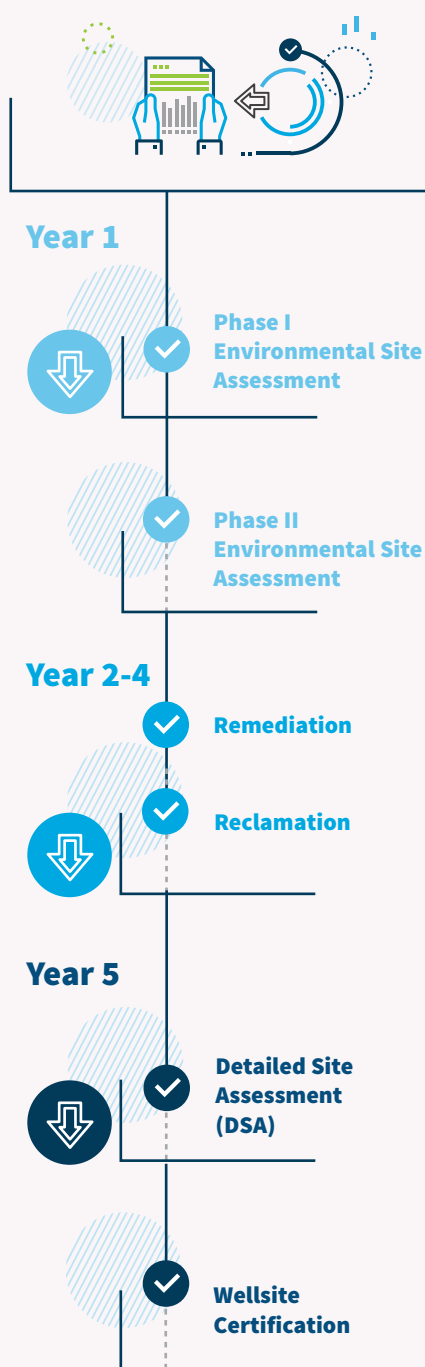 Year 1
Phase I
Environmental Site
Assessment
Phase II
Environmental Site
Assessment
Year 2-4
Remediation
Reclamation
Year 5
Detailed Site
Assessment
(DSA)
Wellsite
Certification